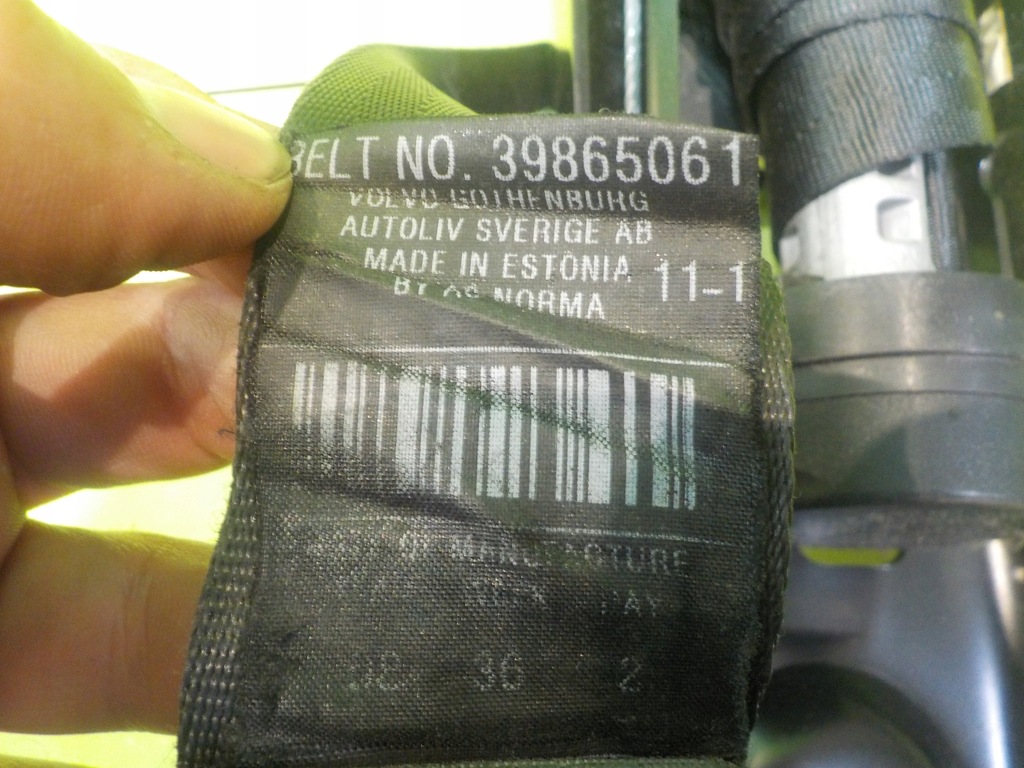 BELT NO. 39865061
VOLVO GOTHENBURG
AUTOLIV SVERIGE AB
MADE IN ESTONIA 11-1
BY AS NORMA
OF MANUFACTURE
DAY
36 2